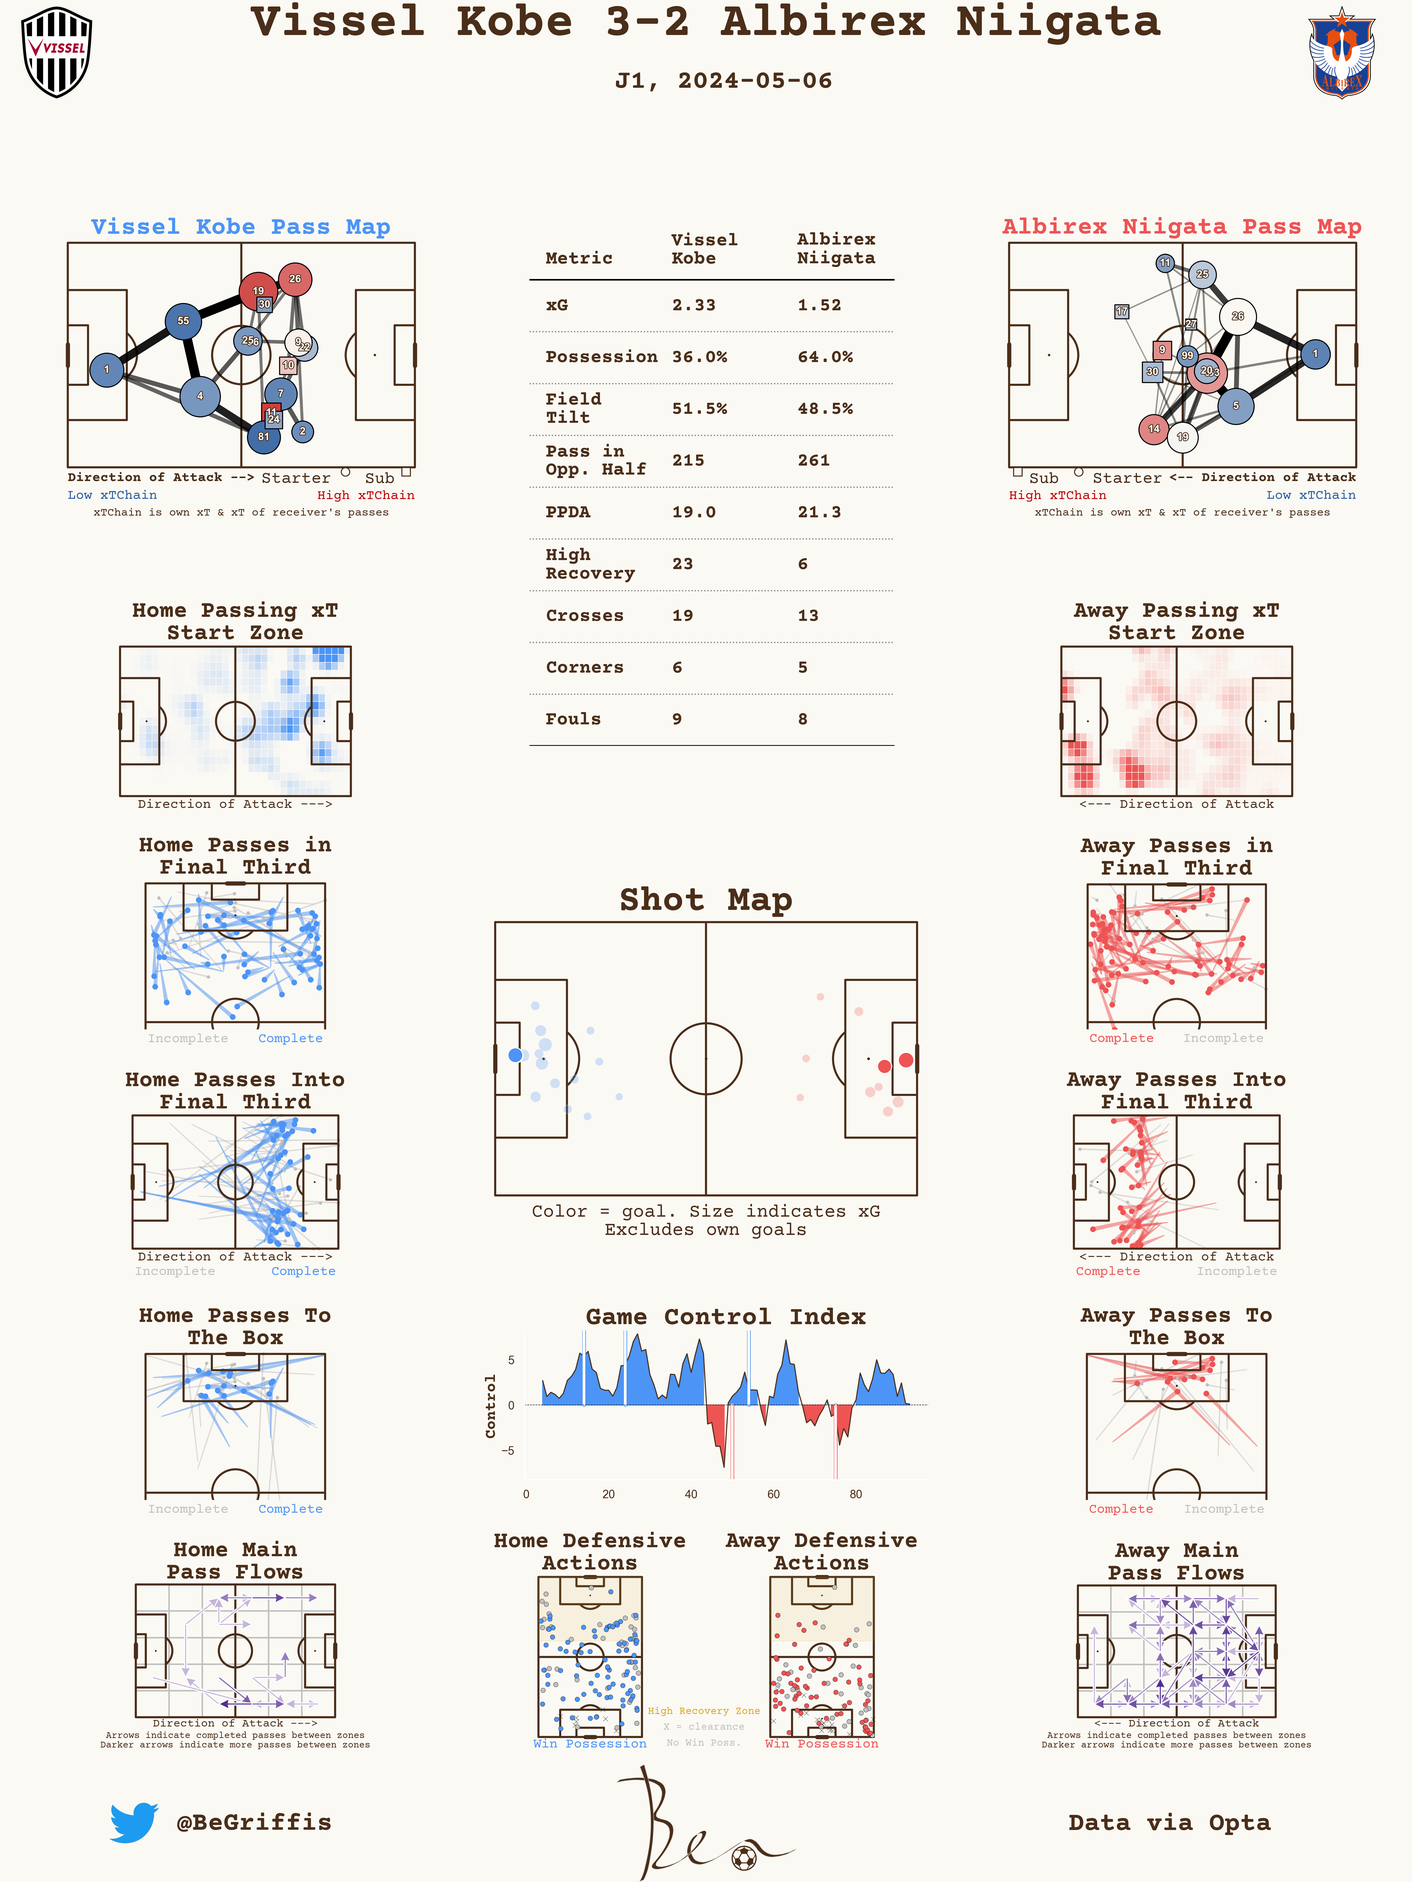 Vissel Kobe 3-2 Albirex Niigata
J1, 2024-05-06
VISSEL
ALBIREX
Vissel Kobe Pass Map
19
26
30
55
25
9
22
1
10
4
7
11
24
81
2
Direction of Attack --> Starter Sub
Low xTChain High xTChain
xTChain is own xT & xT of receiver's passes
Metric Vissel Kobe Albirex Niigata
xG 2.33 1.52
Possession 36.0% 64.0%
Field Tilt 51.5% 48.5%
Pass in Opp. Half 215 261
PPDA 19.0 21.3
High Recovery 23 6
Crosses 19 13
Corners 6 5
Fouls 9 8
Albirex Niigata Pass Map
11
25
17
27
26
9
99
1
30
20
5
14
19
Sub Starter <-- Direction of Attack
High xTChain Low xTChain
xTChain is own xT & xT of receiver's passes
Home Passing xT
Start Zone
Direction of Attack --->
Away Passing xT
Start Zone
<--- Direction of Attack
Home Passes in
Final Third
Incomplete Complete
Shot Map
Color = goal. Size indicates xG
Excludes own goals
Away Passes in
Final Third
Complete Incomplete
Home Passes Into
Final Third
Direction of Attack --->
Incomplete Complete
Away Passes Into
Final Third
<--- Direction of Attack
Complete Incomplete
Home Passes To
The Box
Incomplete Complete
Game Control Index
Control
5
0
−5
0 20 40 60 80
Away Passes To
The Box
Complete Incomplete
Home Main
Pass Flows
Direction of Attack --->
Arrows indicate completed passes between zones
Darker arrows indicate more passes between zones
Home Defensive
Actions
Win Possession
High Recovery Zone
X = clearance
No Win Poss.
Away Defensive
Actions
Win Possession
Away Main
Pass Flows
<--- Direction of Attack
Arrows indicate completed passes between zones
Darker arrows indicate more passes between zones
@BeGriffis
Ben
Data via Opta